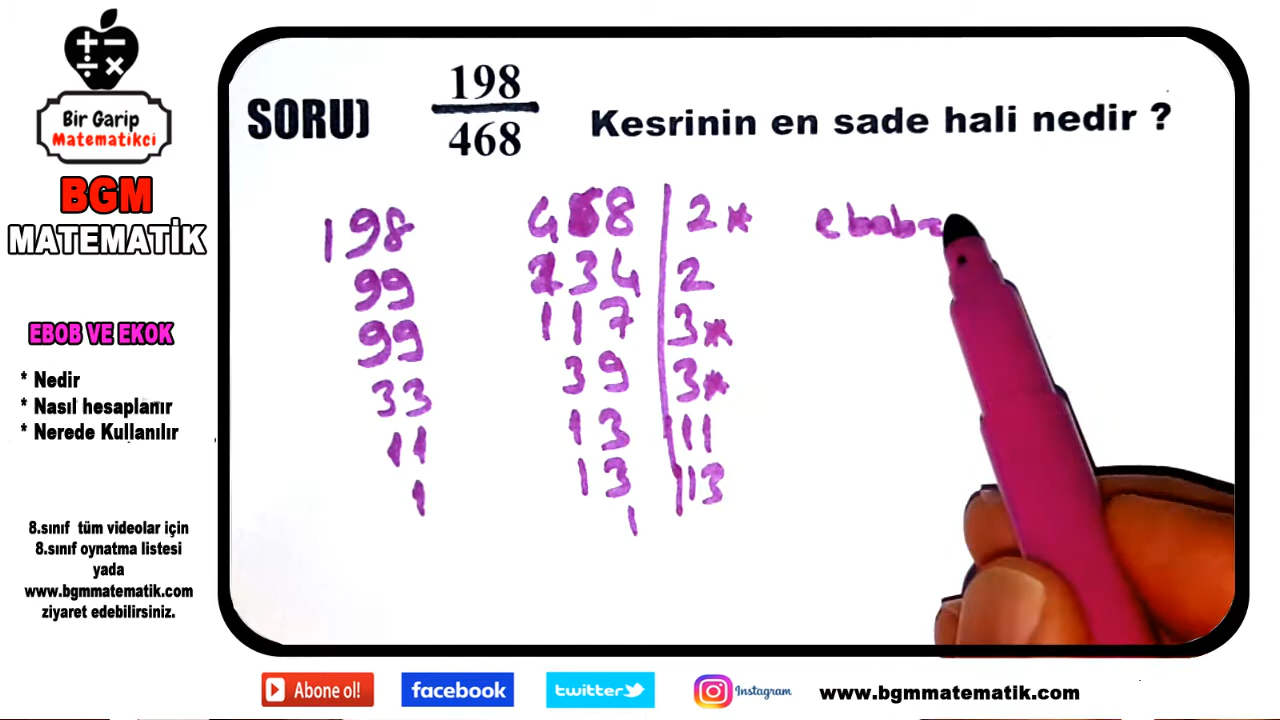 Bir Garip
Matematikci
BGM
MATEMATİK
EBOB VE EKOK
* Nedir
* Nasıl hesaplanır
* Nerede Kullanılır
8.sınıf tüm videolar için
8.sınıf oynatma listesi
yada
www.bgmmatematik.com
ziyaret edebilirsiniz.
SORU) 198/468 Kesrinin en sade hali nedir ?
198 468 | 2* ebob=
99 234 | 2
99 117 | 3*
33 39 | 3*
11 13 | 11
1 13 | 13
1
Abone ol!
facebook
twitter
Instagram
www.bgmmatematik.com